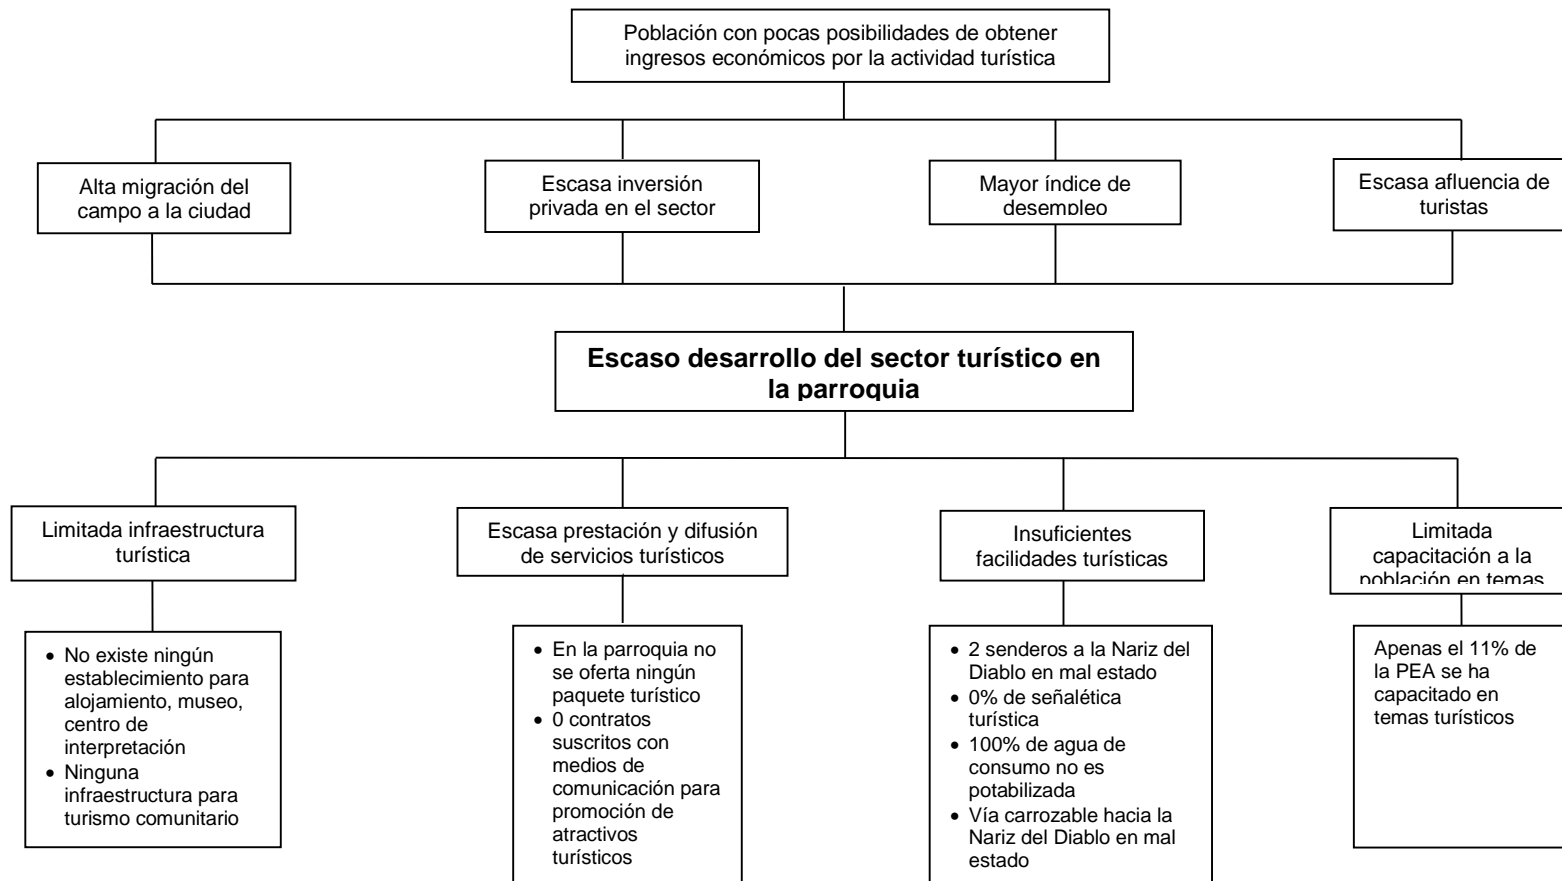 Población con pocas posibilidades de obtener
ingresos económicos por la actividad turística
Alta migración del
campo a la ciudad
Escasa inversión
privada en el sector
Mayor índice de
desempleo
Escasa afluencia de
turistas
Escaso desarrollo del sector turístico en
la parroquia
Limitada infraestructura
turística
Escasa prestación y difusión
de servicios turísticos
Insuficientes
facilidades turísticas
Limitada
capacitación a la
población en temas
• No existe ningún
establecimiento para
alojamiento, museo,
centro de
interpretación
• Ninguna
infraestructura para
turismo comunitario
• En la parroquia no
se oferta ningún
paquete turístico
• 0 contratos
suscritos con
medios de
comunicación para
promoción de
atractivos
turísticos
• 2 senderos a la Nariz del
Diablo en mal estado
• 0% de señalética
turística
• 100% de agua de
consumo no es
potabilizada
• Vía carrozable hacia la
Nariz del Diablo en mal
estado
Apenas el 11% de
la PEA se ha
capacitado en
temas turísticos